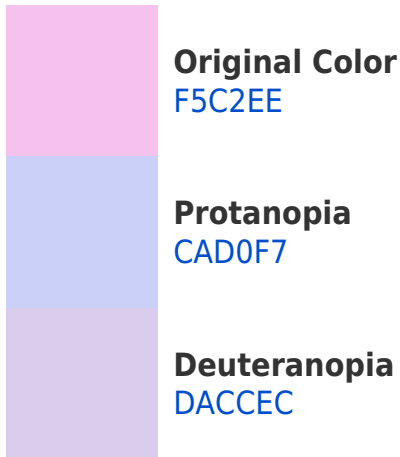 Original Color
F5C2EE
Protanopia
CAD0F7
Deuteranopia
DACCEC